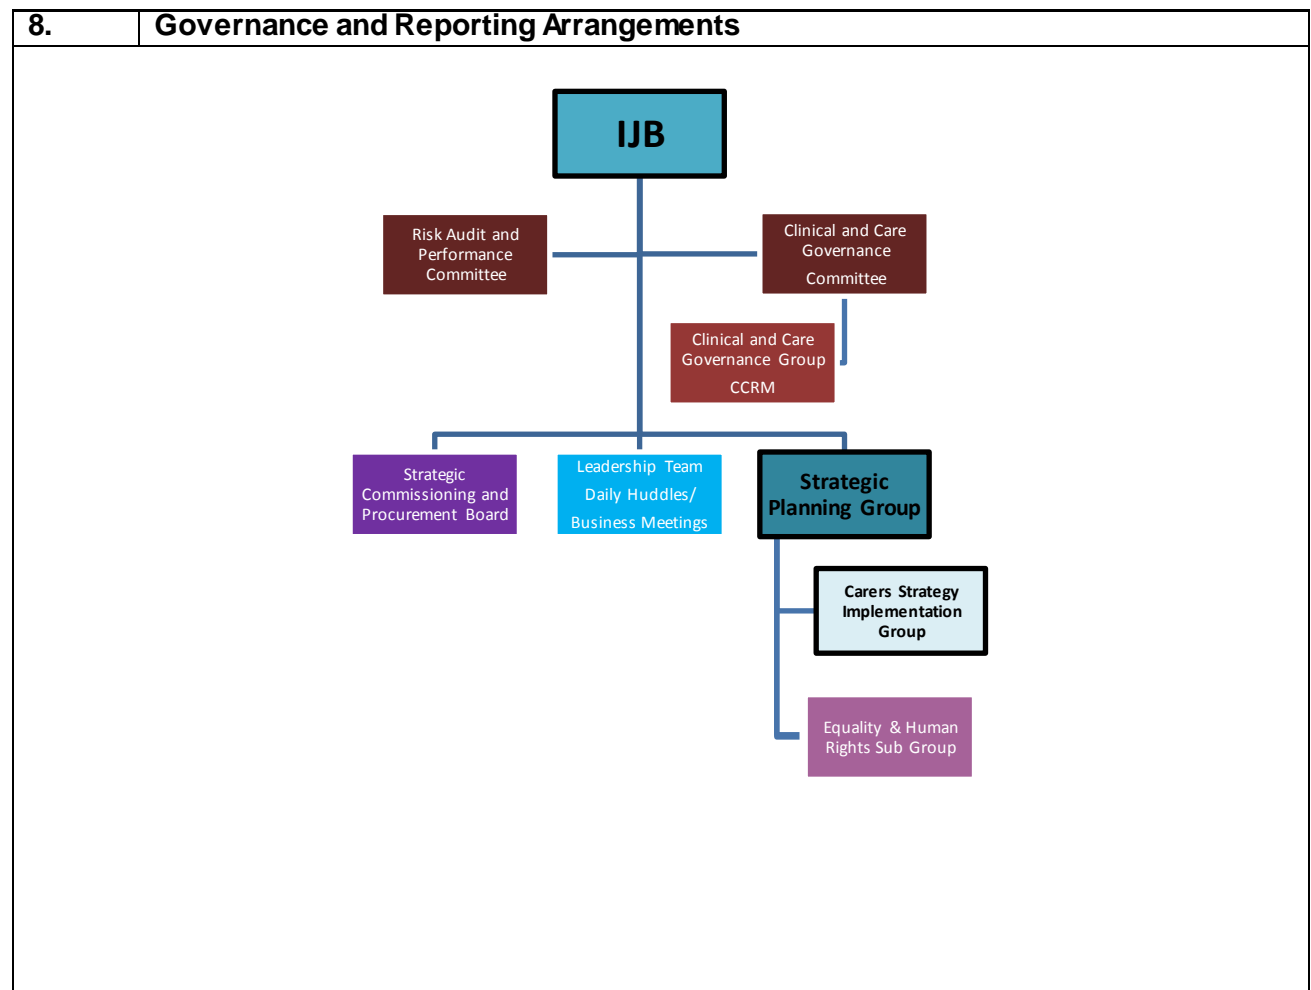 8. Governance and Reporting Arrangements
IJB
Risk Audit and
Performance
Committee
Clinical and Care
Governance
Committee
Clinical and Care
Governance Group
CCRM
Strategic
Commissioning and
Procurement Board
Leadership Team
Daily Huddles/
Business Meetings
Strategic
Planning Group
Carers Strategy
Implementation
Group
Equality & Human
Rights Sub Group